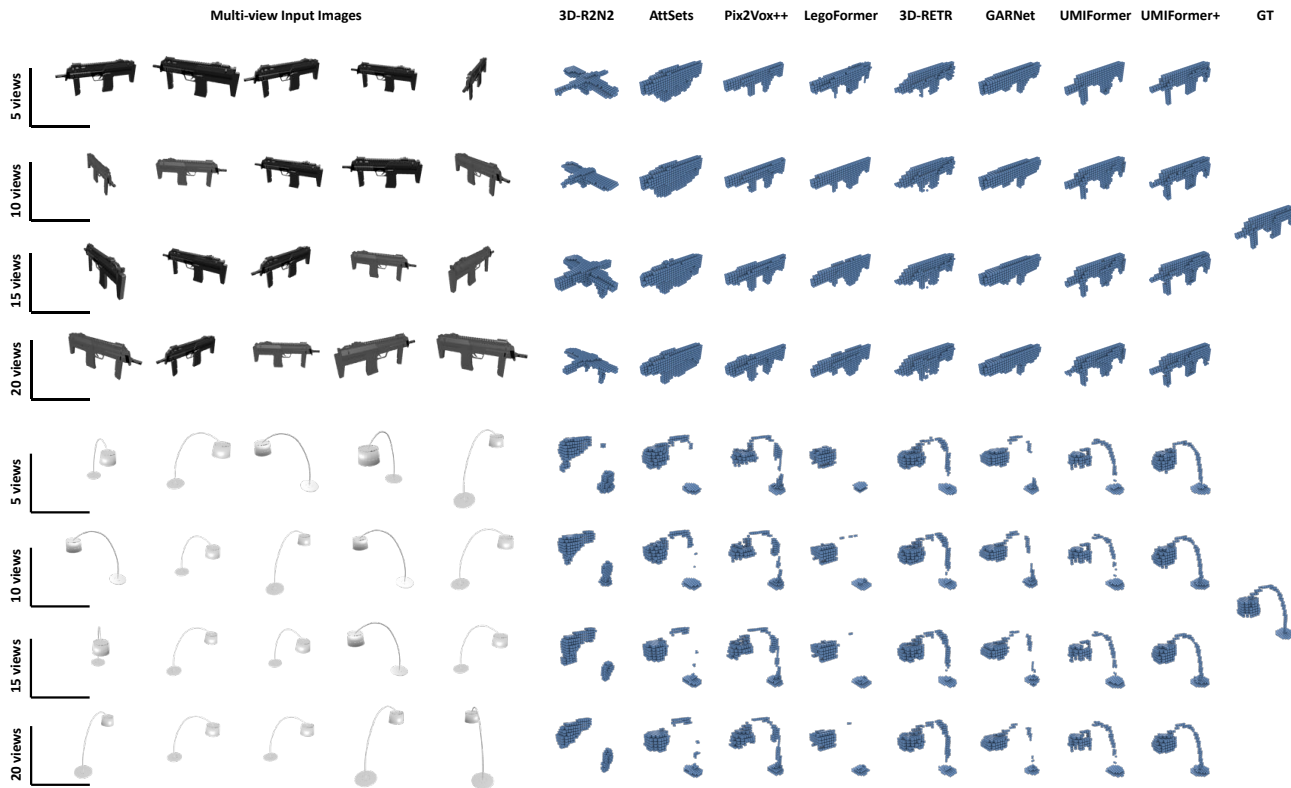 Multi-view Input Images 3D-R2N2 AttSets Pix2Vox++ LegoFormer 3D-RETR GARNet UMIFormer UMIFormer+ GT
5 views
10 views
15 views
20 views
5 views
10 views
15 views
20 views